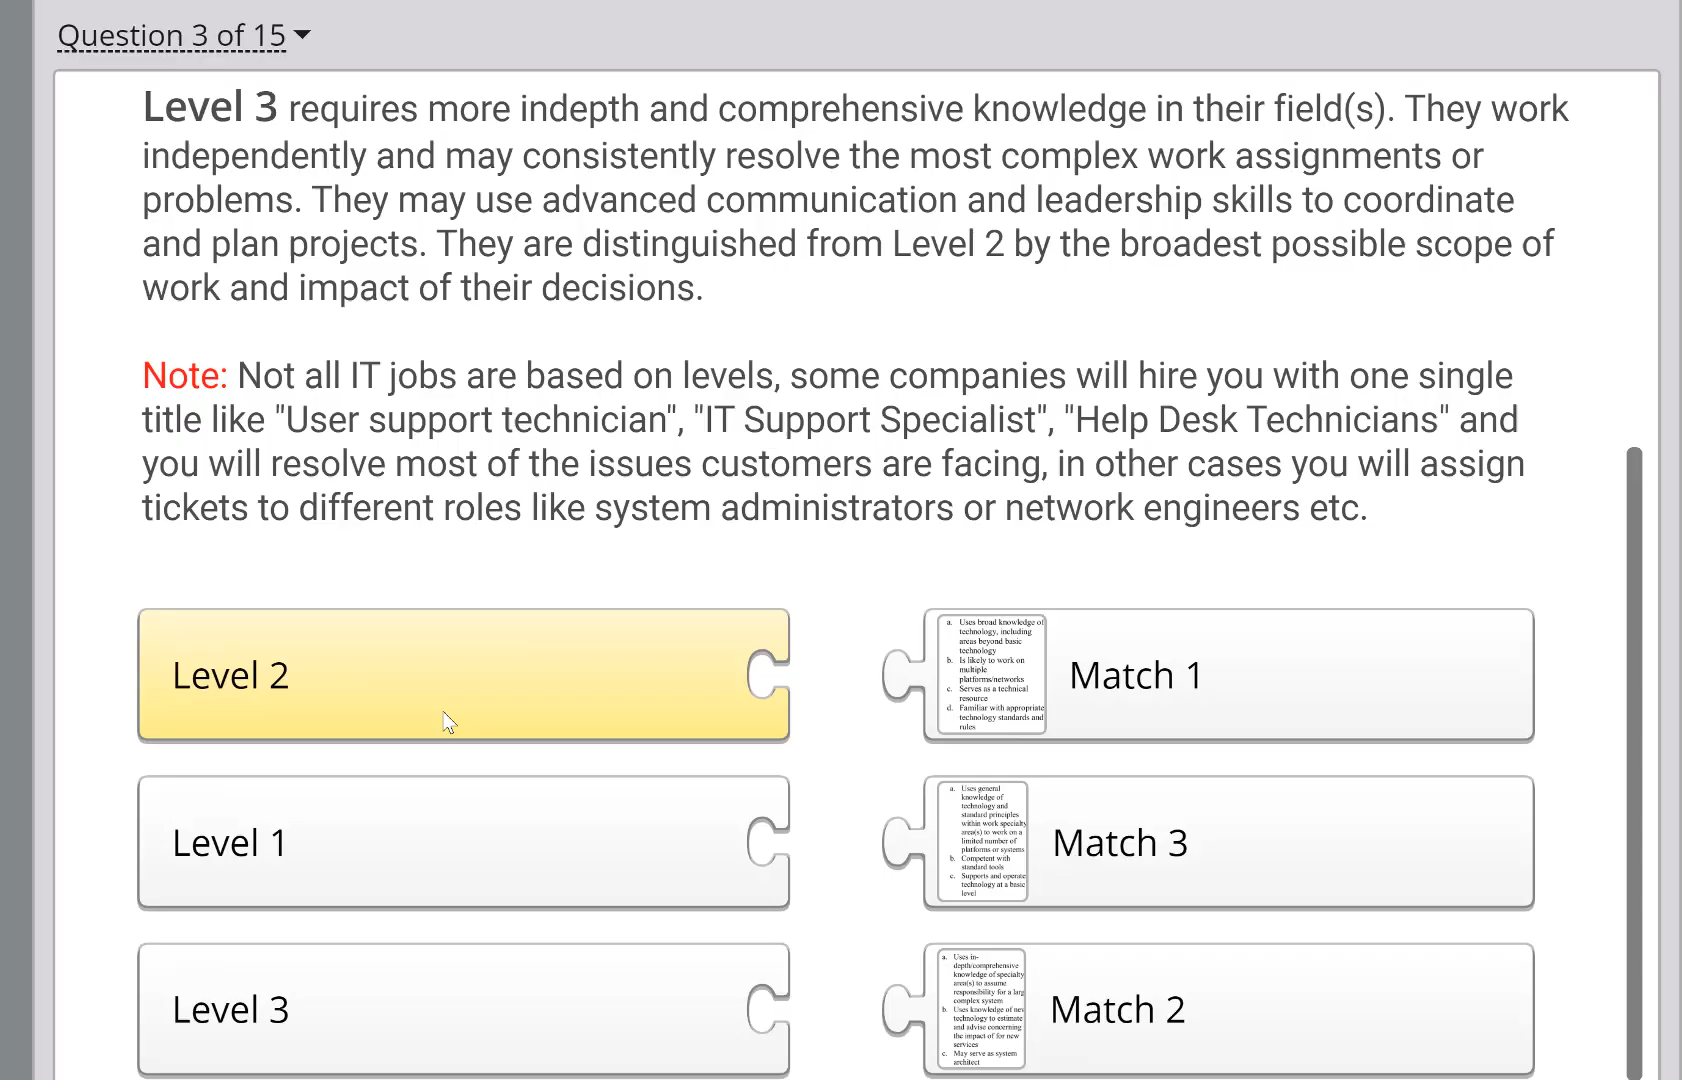 Question 3 of 15
Level 3 requires more indepth and comprehensive knowledge in their field(s). They work
independently and may consistently resolve the most complex work assignments or
problems. They may use advanced communication and leadership skills to coordinate
and plan projects. They are distinguished from Level 2 by the broadest possible scope of
work and impact of their decisions.
Note: Not all IT jobs are based on levels, some companies will hire you with one single
title like "User support technician", "IT Support Specialist", "Help Desk Technicians" and
you will resolve most of the issues customers are facing, in other cases you will assign
tickets to different roles like system administrators or network engineers etc.
Level 2
a. Uses broad knowledge of
technology, including
areas beyond basic
technology
b. Is likely to work on
multiple
platforms/networks
c. Serves as a technical
resource
d. Familiar with appropriate
technology standards and
rules
Match 1
Level 1
a. Uses general
knowledge of
technology and
standard principles
within work specialty
area(s) to work on a
limited number of
platforms or systems
b. Competent with
standard tools
c. Supports and operate
technology at a basic
level
Match 3
Level 3
a. Uses in-
depth/comprehensive
knowledge of specialty
area(s) to assume
responsibility for a larg
complex system
b. Uses knowledge of nev
technology to estimate
and advise concerning
the impact of for new
services
c. May serve as system
architect
Match 2